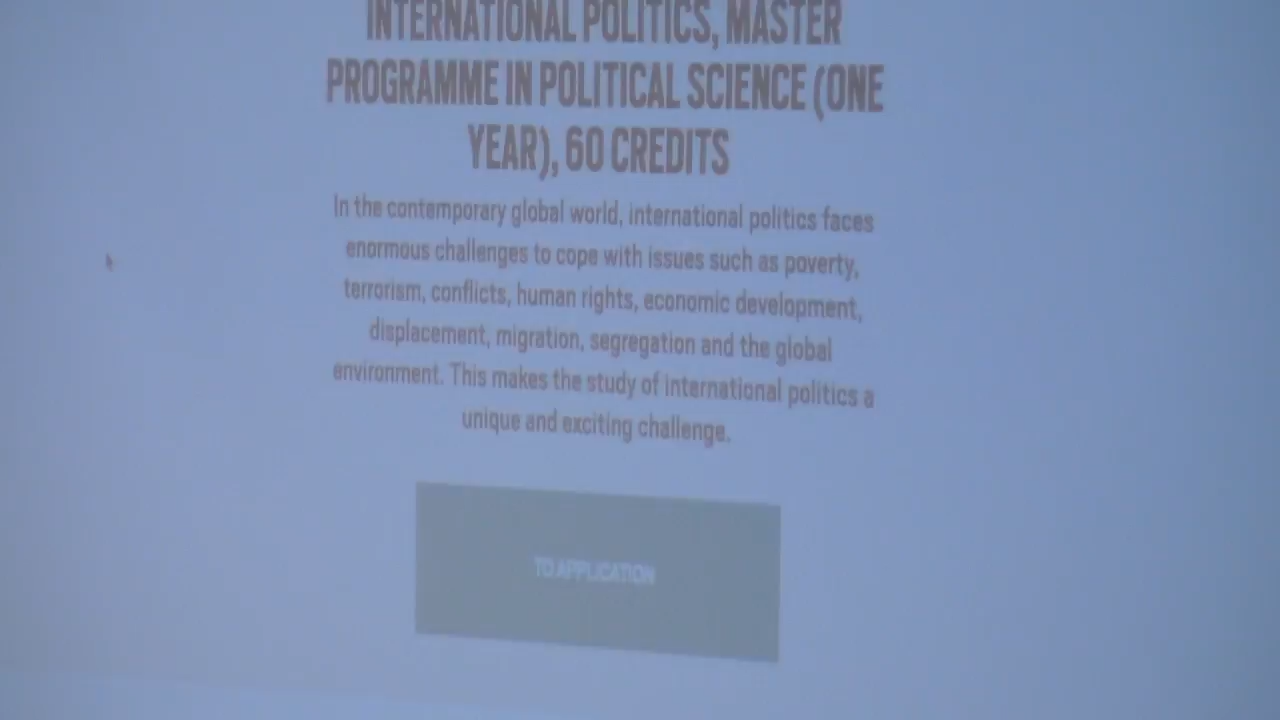 INTERNATIONAL POLITICS, MASTER
PROGRAMME IN POLITICAL SCIENCE (ONE
YEAR), 60 CREDITS
In the contemporary global world, international politics faces
enormous challenges to cope with issues such as poverty,
terrorism, conflicts, human rights, economic development,
displacement, migration, segregation and the global
environment. This makes the study of international politics a
unique and exciting challenge.
TO APPLICATION